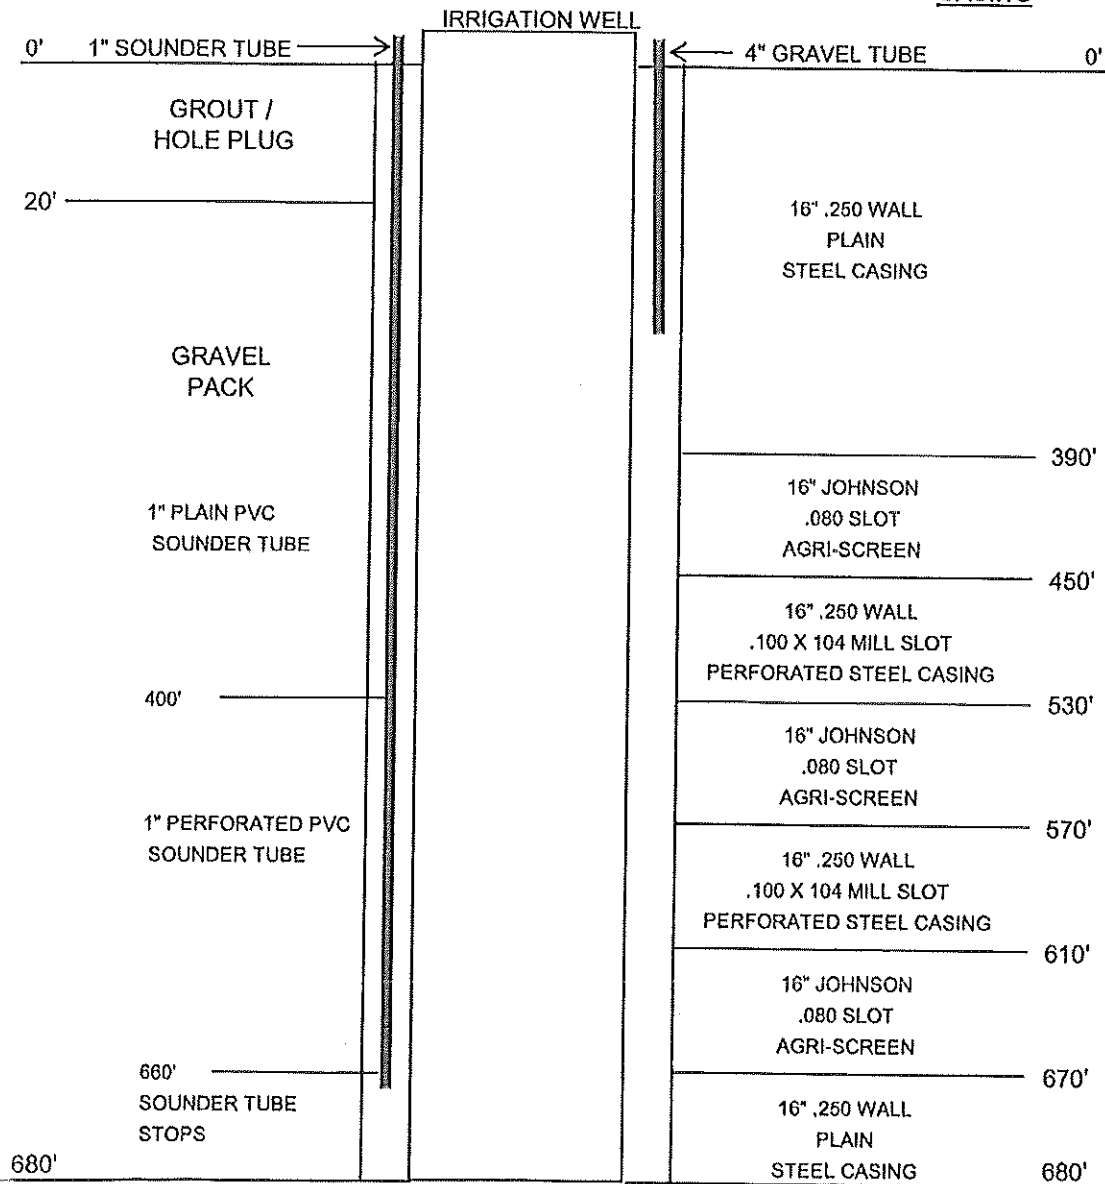 IRRIGATION WELL
0' 1" SOUNDER TUBE
4" GRAVEL TUBE 0'
GROUT /
HOLE PLUG
20'
GRAVEL
PACK
1" PLAIN PVC
SOUNDER TUBE
400'
1" PERFORATED PVC
SOUNDER TUBE
660'
SOUNDER TUBE
STOPS
680'
16" .250 WALL
PLAIN
STEEL CASING
390'
16" JOHNSON
.080 SLOT
AGRI-SCREEN
450'
16" .250 WALL
.100 X 104 MILL SLOT
PERFORATED STEEL CASING
530'
16" JOHNSON
.080 SLOT
AGRI-SCREEN
570'
16" .250 WALL
.100 X 104 MILL SLOT
PERFORATED STEEL CASING
610'
16" JOHNSON
.080 SLOT
AGRI-SCREEN
670'
16" .250 WALL
PLAIN
STEEL CASING 680'